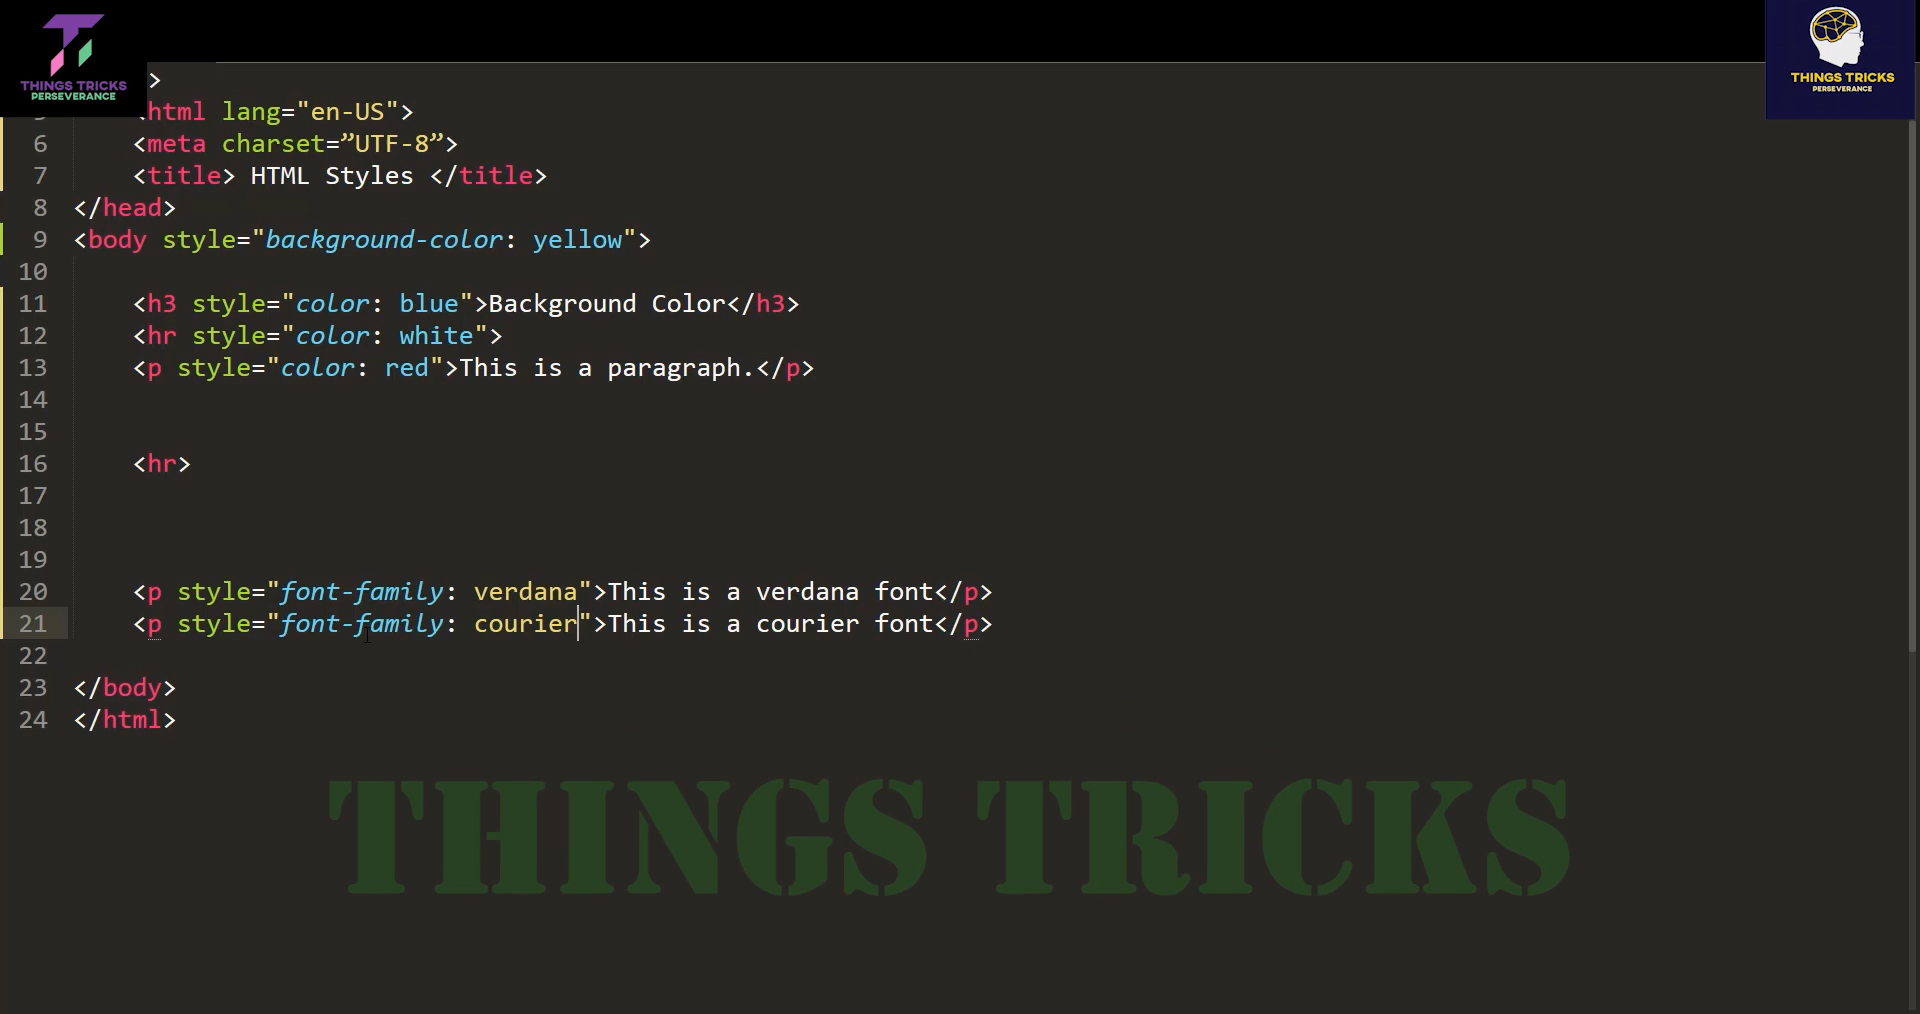 THINGS TRICKS
PERSEVERANCE
THINGS TRICKS
PERSEVERANCE
>
html lang="en-US">
6 <meta charset=”UTF-8”>
7 <title> HTML Styles </title>
8 </head>
9 <body style="background-color: yellow">
10
11 <h3 style="color: blue">Background Color</h3>
12 <hr style="color: white">
13 <p style="color: red">This is a paragraph.</p>
14
15
16 <hr>
17
18
19
20 <p style="font-family: verdana">This is a verdana font</p>
21 <p style="font-family: courier">This is a courier font</p>
22
23 </body>
24 </html>
THINGS TRICKS